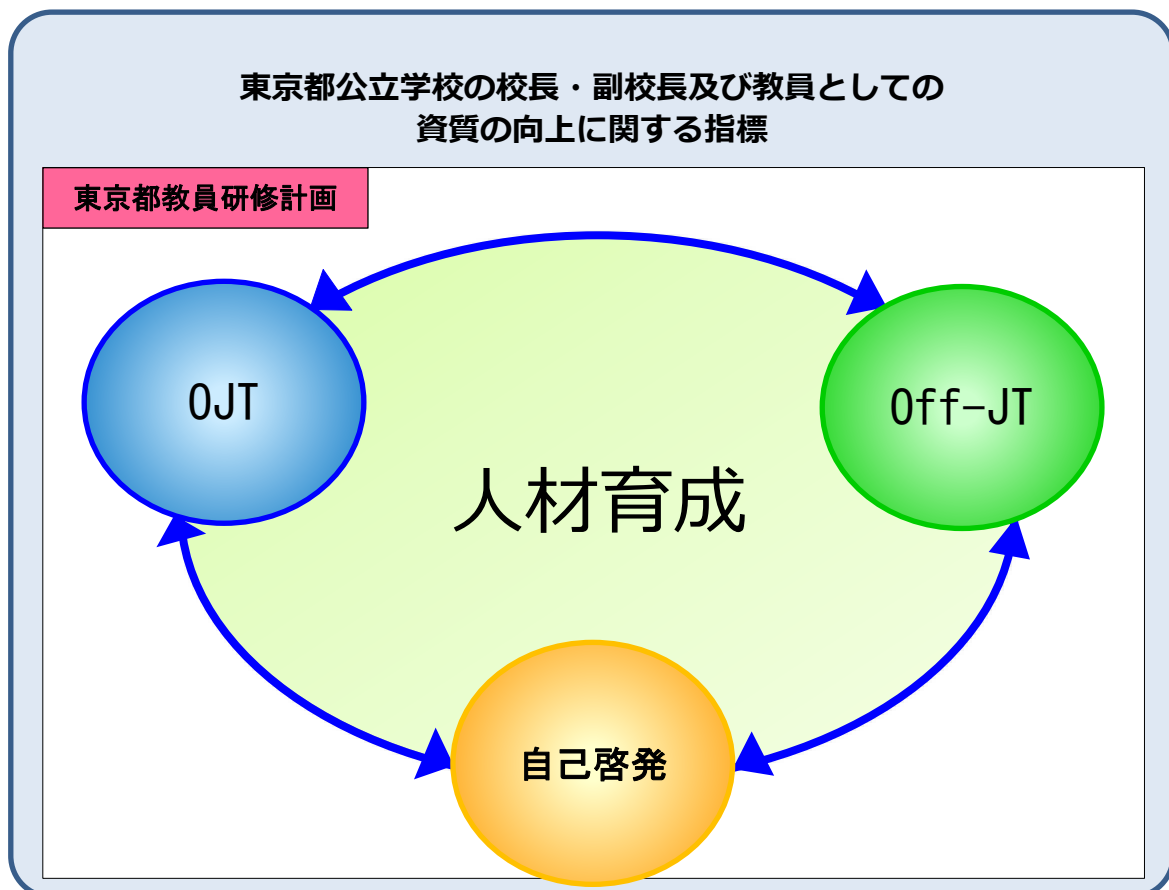 東京都公立学校の校長・副校長及び教員としての
資質の向上に関する指標
東京都教員研修計画
OJT
Off-JT
人材育成
自己啓発